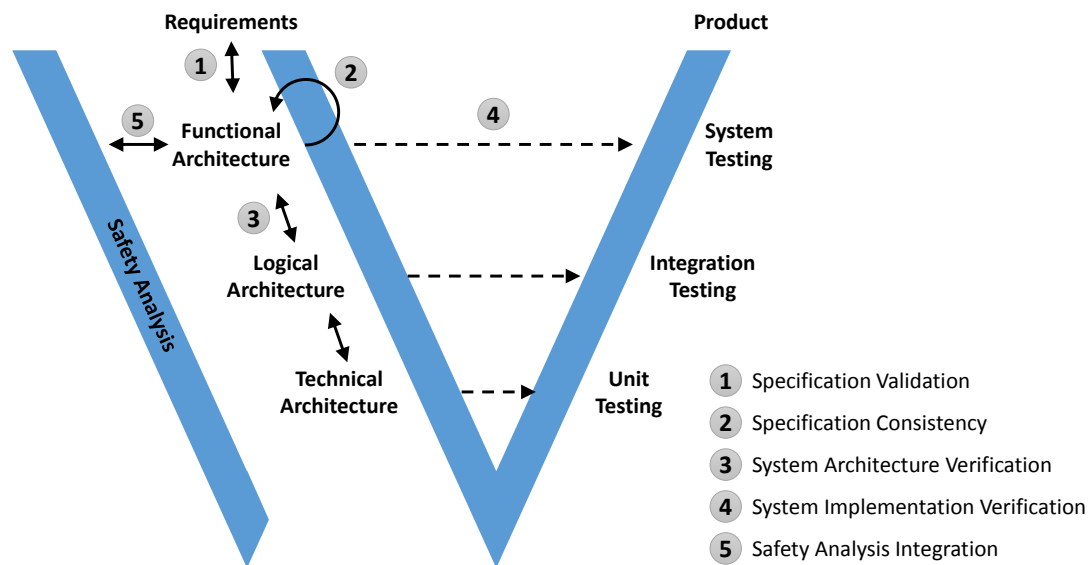 Requirements
Product
1
2
5
4
Functional
Architecture
System
Testing
3
Safety Analysis
Logical
Architecture
Integration
Testing
Technical
Architecture
Unit
Testing
1 Specification Validation
2 Specification Consistency
3 System Architecture Verification
4 System Implementation Verification
5 Safety Analysis Integration